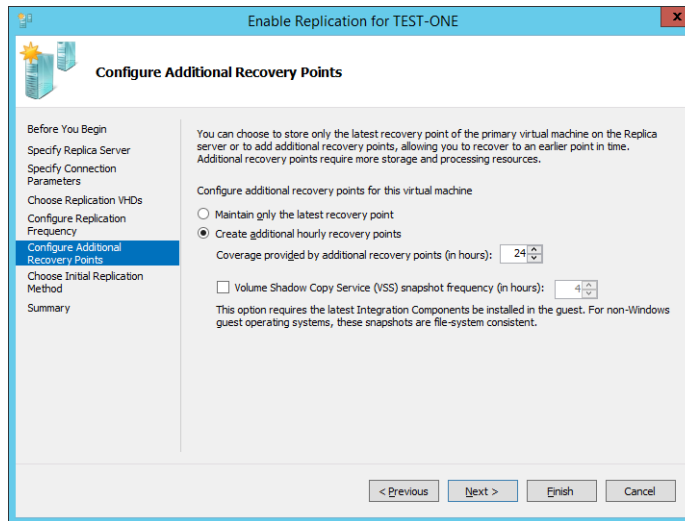 Enable Replication for TEST-ONE
x
Configure Additional Recovery Points
Before You Begin
Specify Replica Server
Specify Connection
Parameters
Choose Replication VHDs
Configure Replication
Frequency
Configure Additional
Recovery Points
Choose Initial Replication
Method
Summary
You can choose to store only the latest recovery point of the primary virtual machine on the Replica
server or to add additional recovery points, allowing you to recover to an earlier point in time.
Additional recovery points require more storage and processing resources.
Configure additional recovery points for this virtual machine
Maintain only the latest recovery point
Create additional hourly recovery points
Coverage provided by additional recovery points (in hours): 24
Volume Shadow Copy Service (VSS) snapshot frequency (in hours): 4
This option requires the latest Integration Components be installed in the guest. For non-Windows
guest operating systems, these snapshots are file-system consistent.
< Previous Next > Finish Cancel